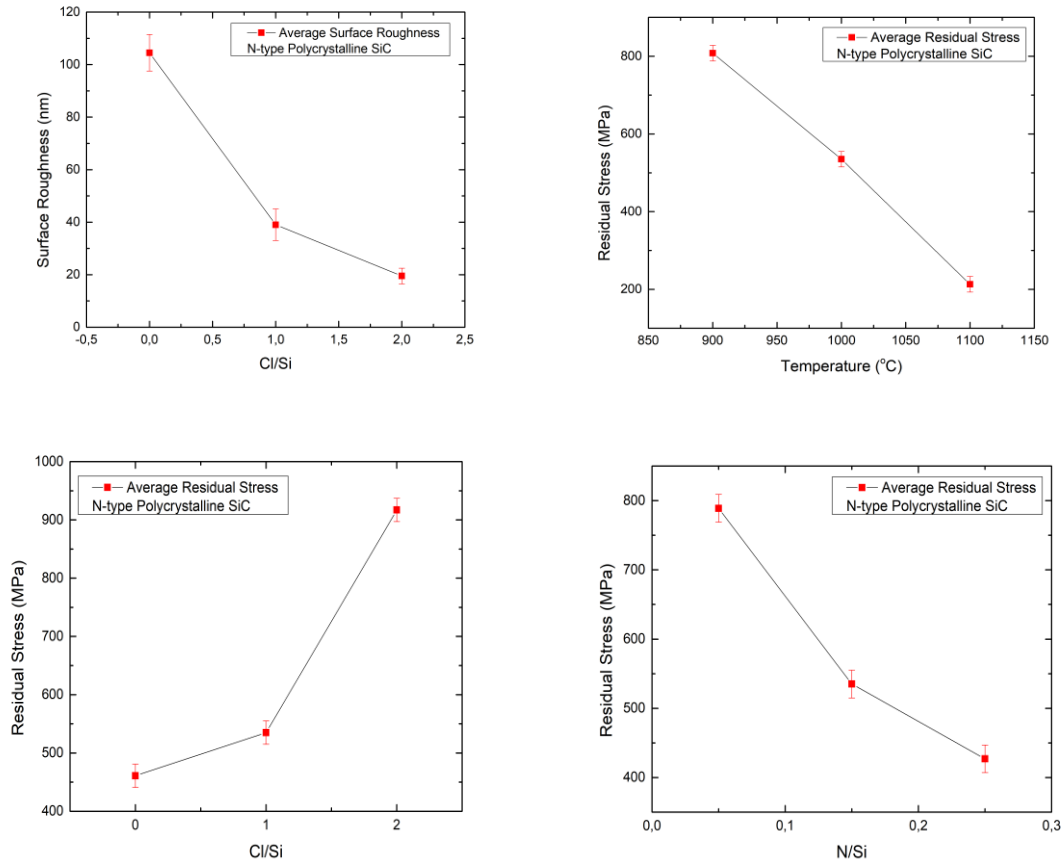 Average Surface Roughness
N-type Polycrystalline SiC
Surface Roughness (nm)
120
100
80
60
40
20
0
-0,5 0,0 0,5 1,0 1,5 2,0 2,5
Cl/Si
Average Residual Stress
N-type Polycrystalline SiC
Residual Stress (MPa)
800
600
400
200
850 900 950 1000 1050 1100 1150
Temperature (°C)
Average Residual Stress
N-type Polycrystalline SiC
Residual Stress (MPa)
1000
900
800
700
600
500
400
0 1 2
Cl/Si
Average Residual Stress
N-type Polycrystalline SiC
Residual Stress (MPa)
800
700
600
500
400
0,0 0,1 0,2 0,3
N/Si